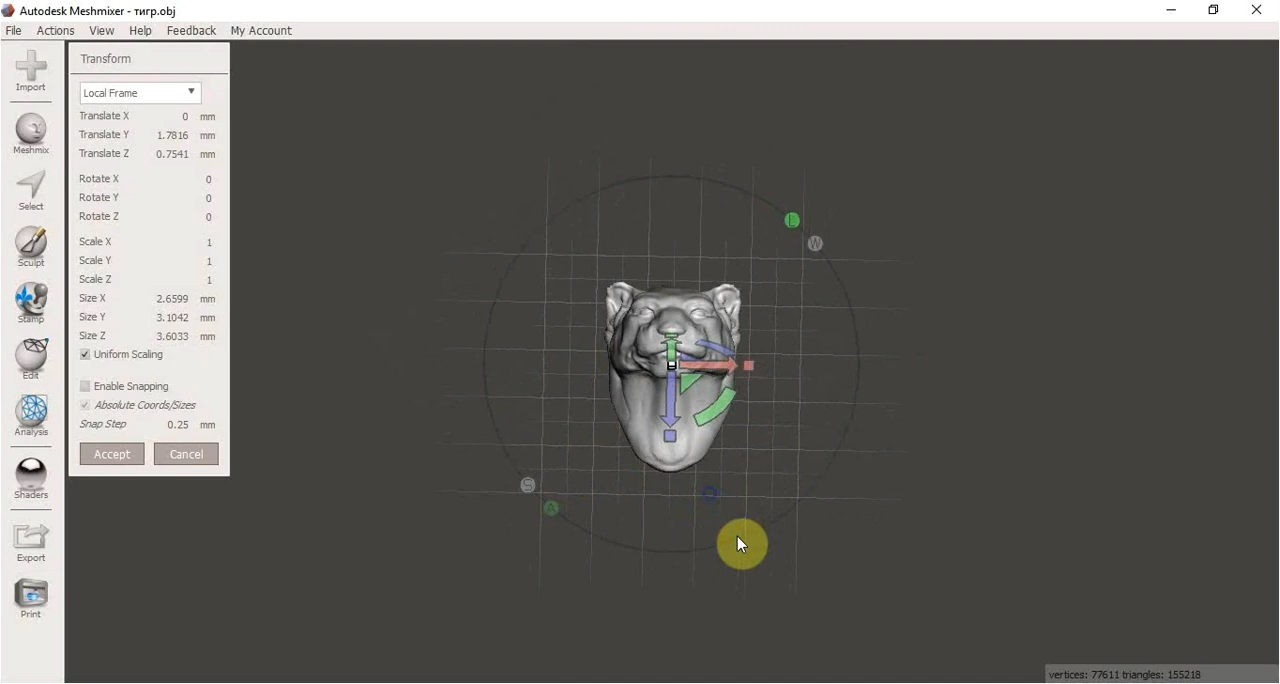 Autodesk Meshmixer - тигр.obj
File Actions View Help Feedback My Account
Import
Meshmix
Select
Sculpt
Stamp
Edit
Analysis
Shaders
Export
Print
Transform
Local Frame
Translate X 0 mm
Translate Y 1.7816 mm
Translate Z 0.7541 mm
Rotate X 0
Rotate Y 0
Rotate Z 0
Scale X 1
Scale Y 1
Scale Z 1
Size X 2.6599 mm
Size Y 3.1042 mm
Size Z 3.6033 mm
Uniform Scaling
Enable Snapping
Absolute Coords/Sizes
Snap Step 0.25 mm
Accept Cancel
L
W
S
A
vertices: 77611 triangles: 155218